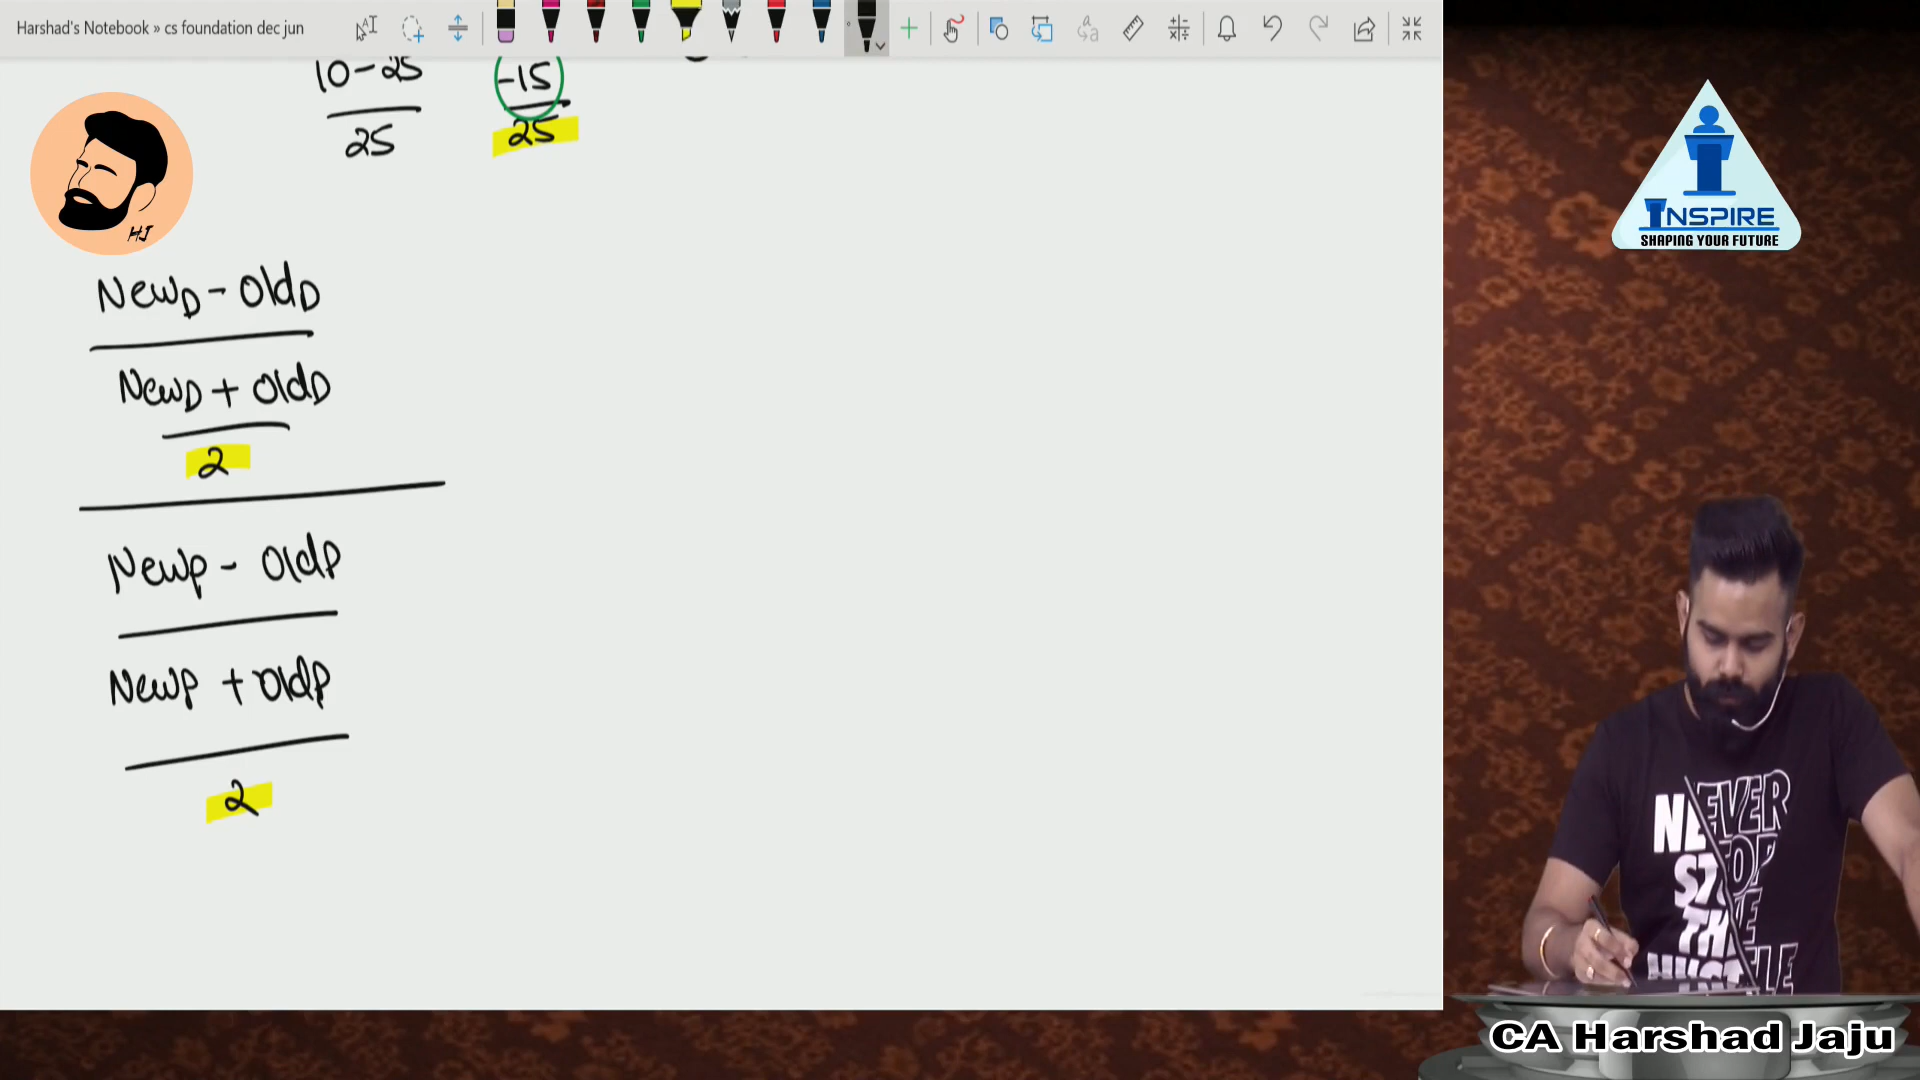 Harshad's Notebook » cs foundation dec jun
10-25
25
-15
25
HJ
NewD - OldD
NewD + OldD
2
NewP - OldP
NewP + OldP
2
INSPIRE
SHAPING YOUR FUTURE
NEVER
STOP
THE
HUSTLE
CA Harshad Jaju